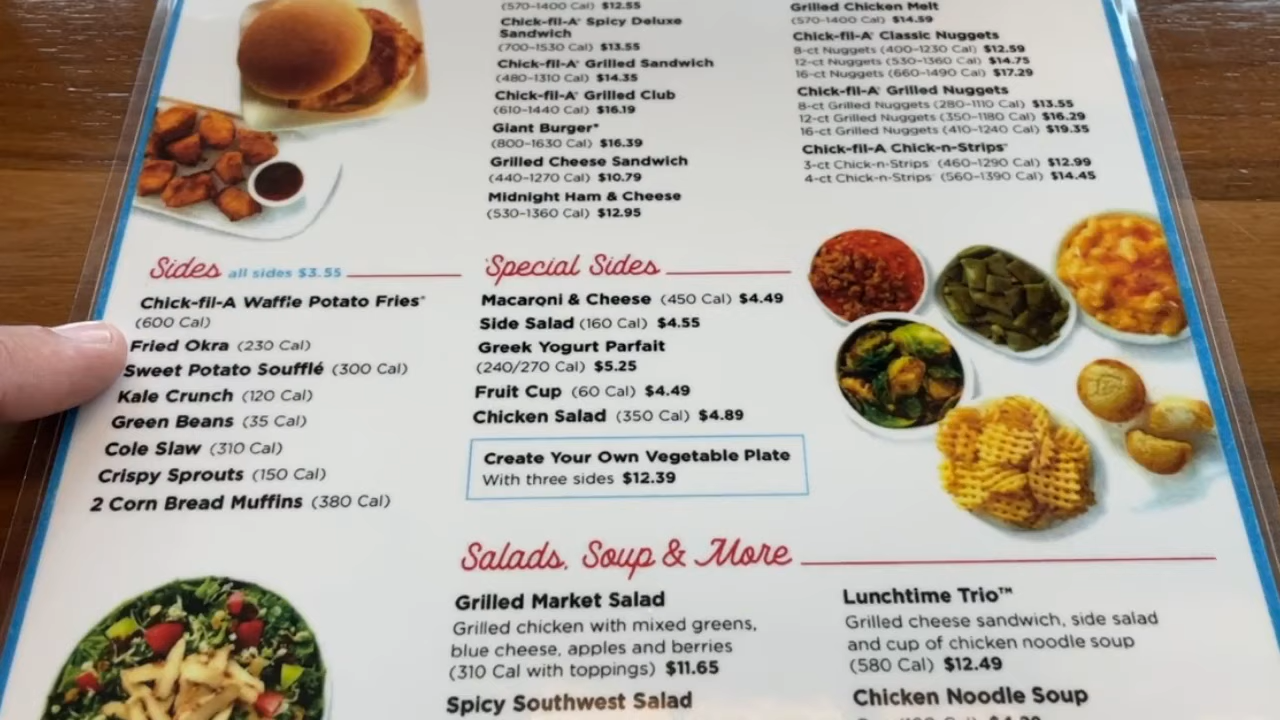 (570-1400 Cal) $12.55
Chick-fil-A® Spicy Deluxe
Sandwich
(700-1530 Cal) $13.55
Chick-fil-A® Grilled Sandwich
(480-1310 Cal) $14.35
Chick-fil-A® Grilled Club
(610-1440 Cal) $16.19
Giant Burger*
(800-1630 Cal) $16.39
Grilled Cheese Sandwich
(440-1270 Cal) $10.79
Midnight Ham & Cheese
(530-1360 Cal) $12.95
Grilled Chicken Melt
(570-1400 Cal) $14.59
Chick-fil-A® Classic Nuggets
8-ct Nuggets (400-1230 Cal) $12.59
12-ct Nuggets (530-1360 Cal) $14.75
16-ct Nuggets (660-1490 Cal) $17.29
Chick-fil-A® Grilled Nuggets
8-ct Grilled Nuggets (280-1110 Cal) $13.55
12-ct Grilled Nuggets (350-1180 Cal) $16.29
16-ct Grilled Nuggets (410-1240 Cal) $19.35
Chick-fil-A Chick-n-Strips®
3-ct Chick-n-Strips® (460-1290 Cal) $12.99
4-ct Chick-n-Strips® (560-1390 Cal) $14.45
Sides all sides $3.55
Chick-fil-A Waffle Potato Fries®
(600 Cal)
Fried Okra (230 Cal)
Sweet Potato Soufflé (300 Cal)
Kale Crunch (120 Cal)
Green Beans (35 Cal)
Cole Slaw (310 Cal)
Crispy Sprouts (150 Cal)
2 Corn Bread Muffins (380 Cal)
Special Sides
Macaroni & Cheese (450 Cal) $4.49
Side Salad (160 Cal) $4.55
Greek Yogurt Parfait
(240/270 Cal) $5.25
Fruit Cup (60 Cal) $4.49
Chicken Salad (350 Cal) $4.89
Create Your Own Vegetable Plate
With three sides $12.39
Salads, Soup & More
Grilled Market Salad
Grilled chicken with mixed greens,
blue cheese, apples and berries
(310 Cal with toppings) $11.65
Spicy Southwest Salad
Lunchtime Trio™
Grilled cheese sandwich, side salad
and cup of chicken noodle soup
(580 Cal) $12.49
Chicken Noodle Soup